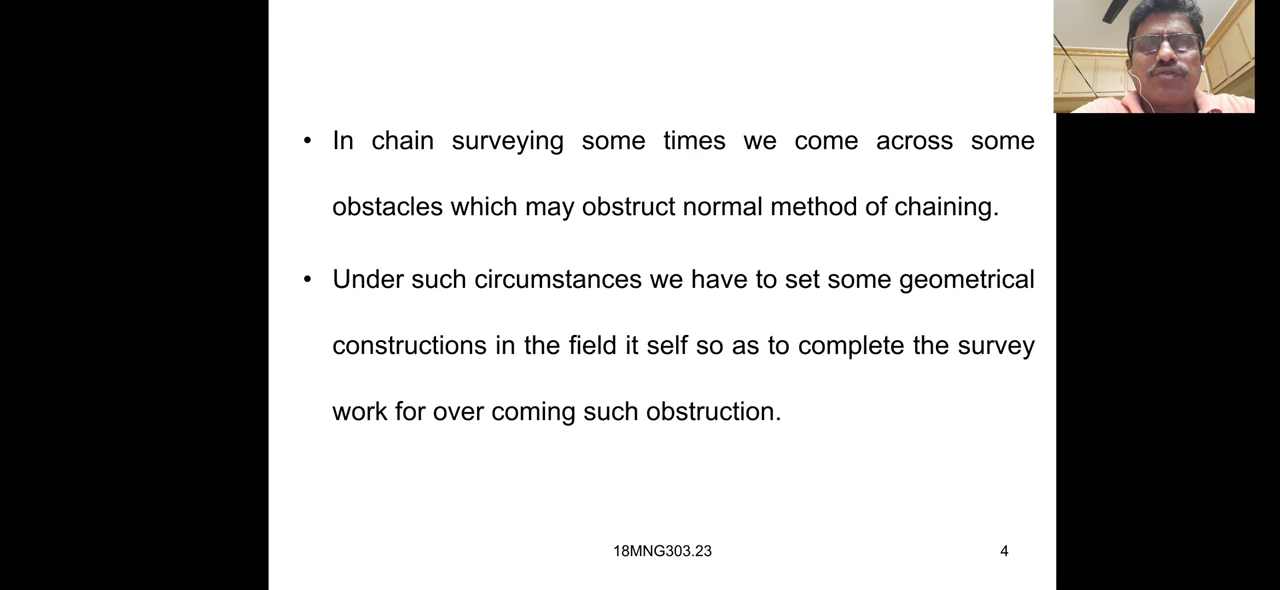 • In chain surveying some times we come across some
obstacles which may obstruct normal method of chaining.
• Under such circumstances we have to set some geometrical
constructions in the field it self so as to complete the survey
work for over coming such obstruction.
18MNG303.23
4